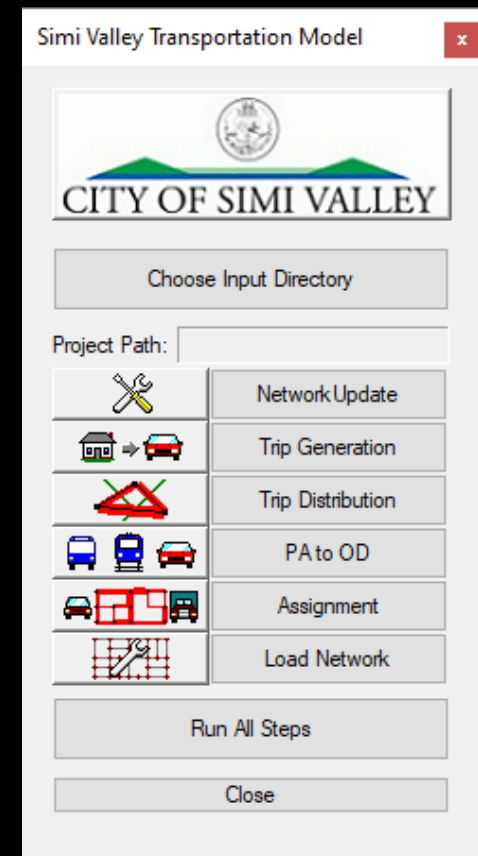 Simi Valley Transportation Model
x
CITY OF SIMI VALLEY
Choose Input Directory
Project Path:
Network Update
Trip Generation
Trip Distribution
PA to OD
Assignment
Load Network
Run All Steps
Close